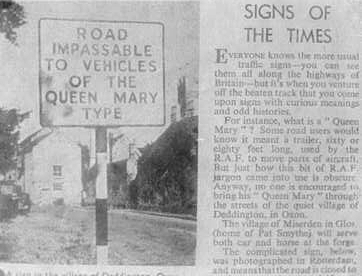 ROAD
IMPASSABLE
TO VEHICLES
OF THE
QUEEN MARY
TYPE
SIGNS OF
THE TIMES
EVERYONE knows the more usual
traffic signs—you can see
them all along the highways of
Britain—but it's when you venture
off the beaten track that you come
upon signs with curious meaning
and odd histories.
For instance, what is a "Queen
Mary"? Some road users would
know it meant a trailer, sixty or
eighty feet long, used by the
R.A.F. to move parts of aircraft.
But just how this bit of R.A.F.
jargon came into use is obscure.
Anyway, no one is encouraged to
bring his "Queen Mary" through
the streets of the quiet village of
Deddington, in Oxon.
The village of Miserden in Glos.
(home of Pat Smythe), will serve
both car and horse at the forge.
The complicated sign, below,
was photographed in Rotterdam,
and means that the road is closed to
sign in the village of Deddington,